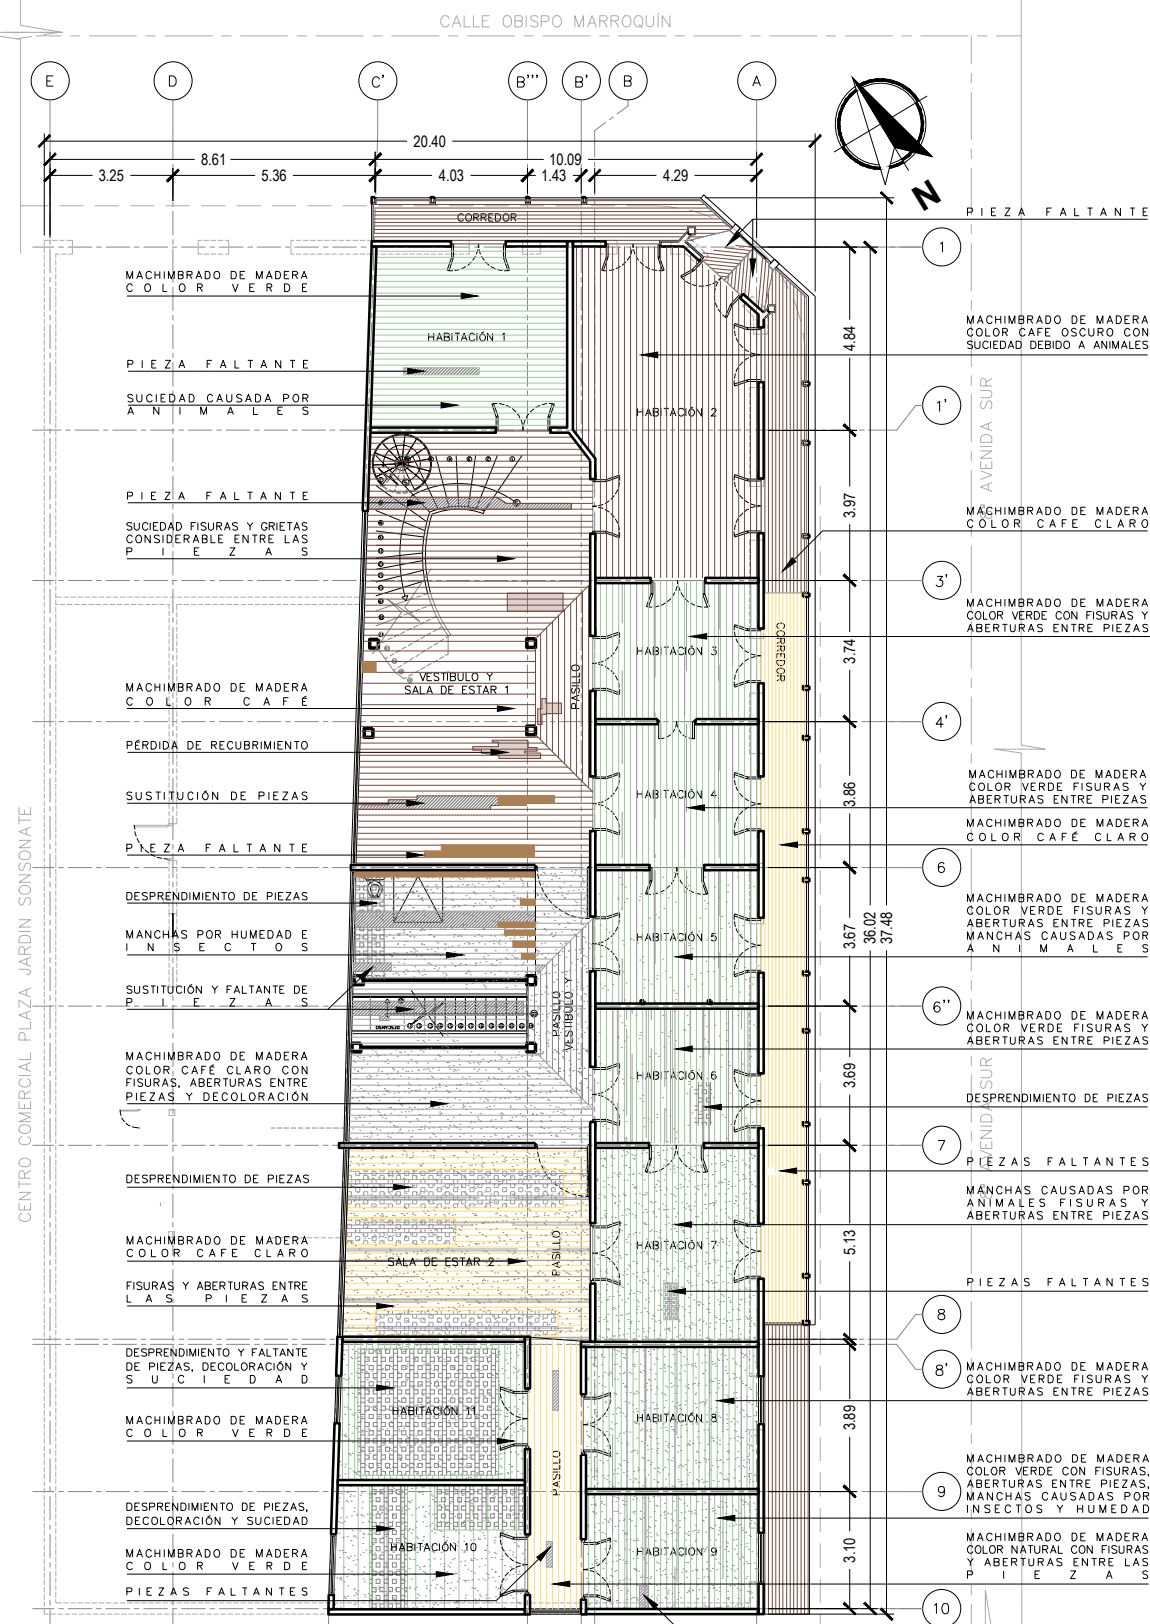 CALLE OBISPO MARROQUÍN
E
D
C'
B'''
B'
B
A
20.40
8.61
10.09
3.25
5.36
4.03
1.43
4.29
N
CORREDOR
PIEZA FALTANTE
1
MACHIMBRADO DE MADERA
COLOR VERDE
HABITACIÓN 1
PIEZA FALTANTE
SUCIEDAD CAUSADA POR
ANIMALES
4.84
MACHIMBRADO DE MADERA
COLOR CAFE OSCURO CON
SUCIEDAD DEBIDO A ANIMALES
HABITACIÓN 2
1'
AVENIDA SUR
PIEZA FALTANTE
SUCIEDAD FISURAS Y GRIETAS
CONSIDERABLE ENTRE LAS
PIEZAS
3.97
MACHIMBRADO DE MADERA
COLOR CAFE CLARO
3'
MACHIMBRADO DE MADERA
COLOR VERDE CON FISURAS Y
ABERTURAS ENTRE PIEZAS
HABITACIÓN 3
CORREDOR
3.74
PASILLO
VESTÍBULO Y
SALA DE ESTAR 1
MACHIMBRADO DE MADERA
COLOR CAFÉ
4'
PÉRDIDA DE RECUBRIMIENTO
SUSTITUCIÓN DE PIEZAS
PIEZA FALTANTE
HABITACIÓN 4
3.86
MACHIMBRADO DE MADERA
COLOR VERDE FISURAS Y
ABERTURAS ENTRE PIEZAS
MACHIMBRADO DE MADERA
COLOR CAFÉ CLARO
6
CENTRO COMERCIAL PLAZA JARDIN SONSONATE
DESPRENDIMIENTO DE PIEZAS
MANCHAS POR HUMEDAD E
INSECTOS
SUSTITUCIÓN Y FALTANTE DE
PIEZAS
HABITACIÓN 5
3.67
36.02
37.48
MACHIMBRADO DE MADERA
COLOR VERDE FISURAS Y
ABERTURAS ENTRE PIEZAS
MANCHAS CAUSADAS POR
ANIMALES
6''
DESCANSO
PASILLO
VESTÍBULO Y
MACHIMBRADO DE MADERA
COLOR VERDE FISURAS Y
ABERTURAS ENTRE PIEZAS
MACHIMBRADO DE MADERA
COLOR CAFÉ CLARO CON
FISURAS, ABERTURAS ENTRE
PIEZAS Y DECOLORACIÓN
HABITACIÓN 6
3.69
DESPRENDIMIENTO DE PIEZAS
AVENIDA SUR
7
PIEZAS FALTANTES
DESPRENDIMIENTO DE PIEZAS
MANCHAS CAUSADAS POR
ANIMALES FISURAS Y
ABERTURAS ENTRE PIEZAS
MACHIMBRADO DE MADERA
COLOR CAFE CLARO
SALA DE ESTAR 2
PASILLO
HABITACIÓN 7
5.13
FISURAS Y ABERTURAS ENTRE
LAS PIEZAS
PIEZAS FALTANTES
8
8'
DESPRENDIMIENTO Y FALTANTE
DE PIEZAS, DECOLORACIÓN Y
SUCIEDAD
MACHIMBRADO DE MADERA
COLOR VERDE FISURAS Y
ABERTURAS ENTRE PIEZAS
HABITACIÓN 11
HABITACIÓN 8
3.89
MACHIMBRADO DE MADERA
COLOR VERDE
PASILLO
9
MACHIMBRADO DE MADERA
COLOR VERDE CON FISURAS,
ABERTURAS ENTRE PIEZAS,
MANCHAS CAUSADAS POR
INSECTOS Y HUMEDAD
DESPRENDIMIENTO DE PIEZAS,
DECOLORACIÓN Y SUCIEDAD
HABITACIÓN 10
HABITACION 9
3.10
MACHIMBRADO DE MADERA
COLOR NATURAL CON FISURAS
Y ABERTURAS ENTRE LAS
PIEZAS
MACHIMBRADO DE MADERA
COLOR VERDE
PIEZAS FALTANTES
10